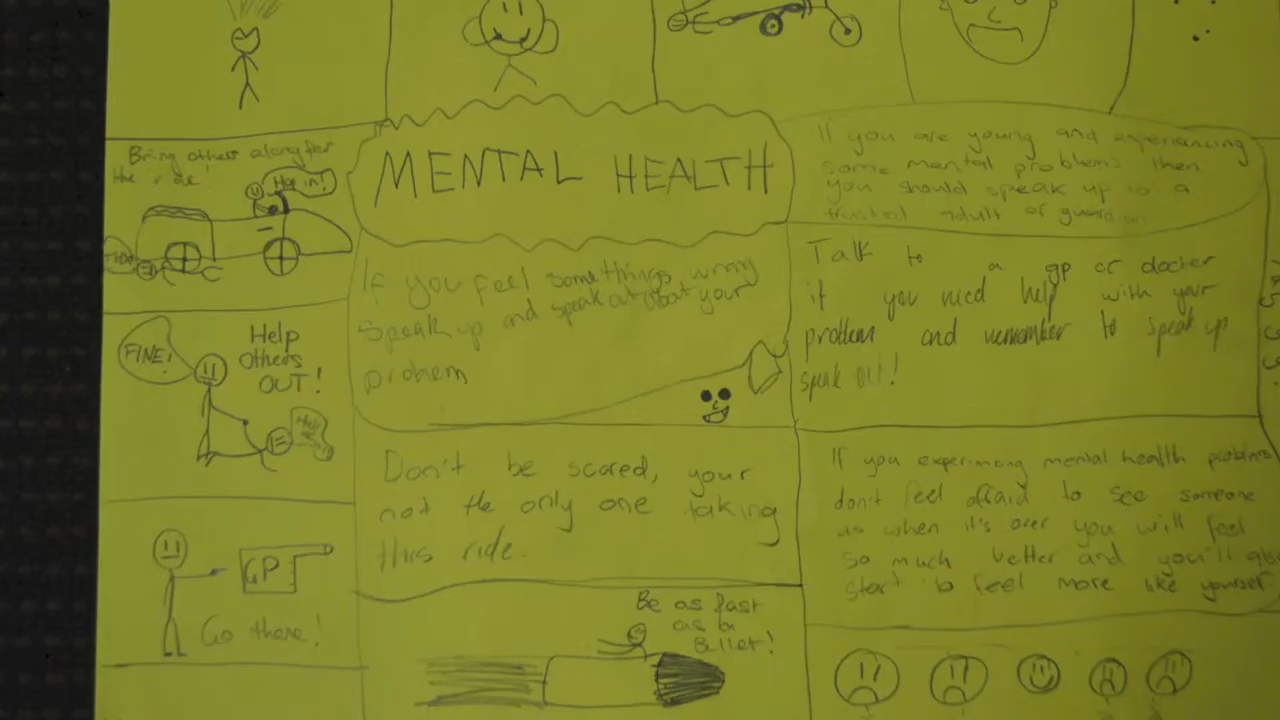 MENTAL HEALTH
Bring others along for
the ride!
Hop in!
FINE!
Help
Others
OUT!
Help
me
GP
Go there!
If you feel somethings wrong
speak up and speak out about your
problem
Don't be scared, your
not the only one taking
this ride.
Be as fast
as a
Bullet!
If you are young and experiencing
some mental problems then
you should speak up to a
trusted adult or guardian
Talk to a gp or docter
if you need help with your
problem and remember to speak up
speak out!
If you experincing mental health problems
don't feel affraid to see someone
as when it's over you will feel
so much better and you'll also
start to feel more like yourself